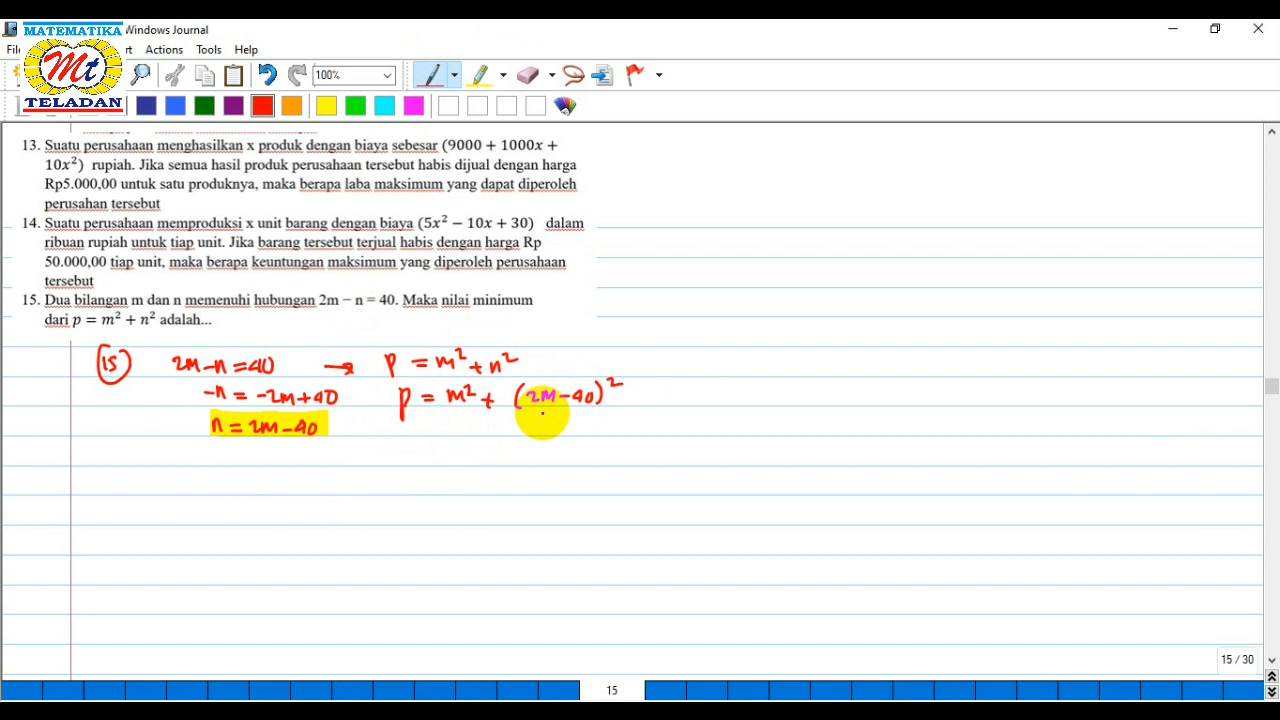 MATEMATIKA
Mt
TELADAN
Windows Journal
Actions Tools Help
100%
13. Suatu perusahaan menghasilkan x produk dengan biaya sebesar (9000 + 1000x +
10x²) rupiah. Jika semua hasil produk perusahaan tersebut habis dijual dengan harga
Rp5.000,00 untuk satu produknya, maka berapa laba maksimum yang dapat diperoleh
perusahan tersebut
14. Suatu perusahaan memproduksi x unit barang dengan biaya (5x² − 10x + 30) dalam
ribuan rupiah untuk tiap unit. Jika barang tersebut terjual habis dengan harga Rp
50.000,00 tiap unit, maka berapa keuntungan maksimum yang diperoleh perusahaan
tersebut
15. Dua bilangan m dan n memenuhi hubungan 2m − n = 40. Maka nilai minimum
dari p = m² + n² adalah...
15 2m-n=40 → p = m² + n²
-n = -2m+40 p = m² + (2m-40)²
n = 2m-40
15 / 30
15